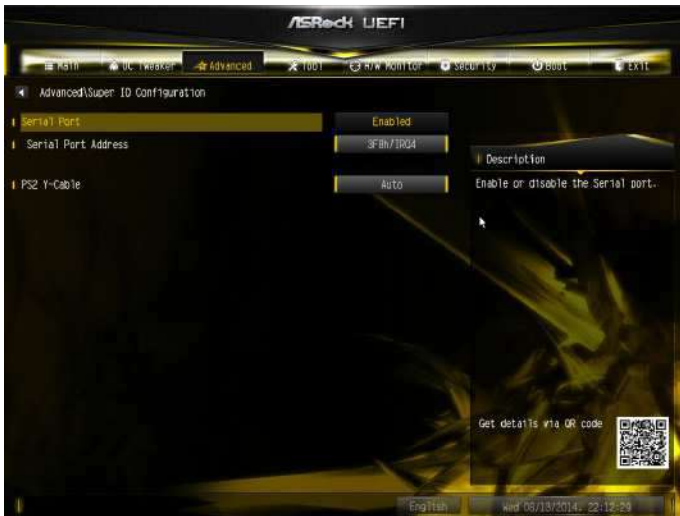 ASRock UEFI
Main
OC Tweaker
Advanced
Tool
H/W Monitor
Security
Boot
Exit
Advanced\Super IO Configuration
Serial Port
Enabled
Serial Port Address
3F8h/IRQ4
PS2 Y-Cable
Auto
Description
Enable or disable the Serial port.
Get details via QR code
English
Wed 08/13/2014, 22:12:29